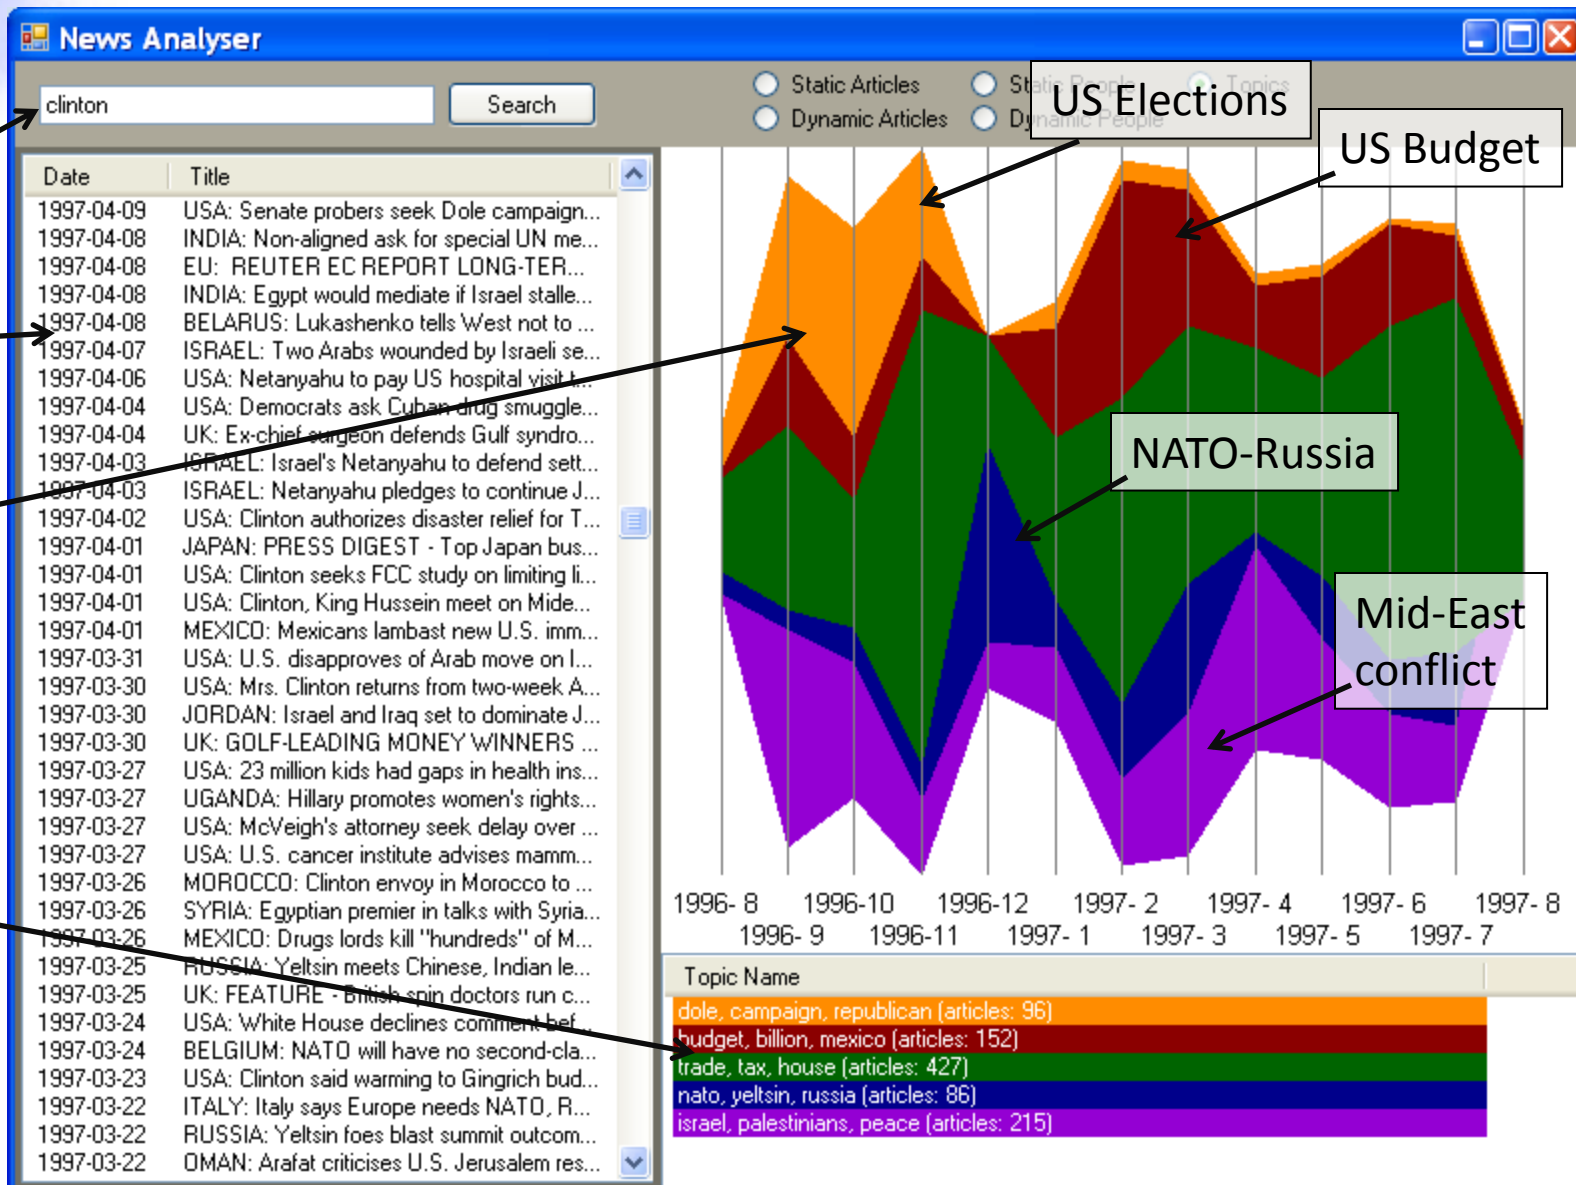 News Analyser
clinton
Search
Static Articles
Static People
Topics
Dynamic Articles
Dynamic People
US Elections
US Budget
NATO-Russia
Mid-East
conflict
Date Title
1997-04-09 USA: Senate probers seek Dole campaign...
1997-04-08 INDIA: Non-aligned ask for special UN me...
1997-04-08 EU: REUTER EC REPORT LONG-TER...
1997-04-08 INDIA: Egypt would mediate if Israel stalle...
1997-04-08 BELARUS: Lukashenko tells West not to ...
1997-04-07 ISRAEL: Two Arabs wounded by Israeli se...
1997-04-06 USA: Netanyahu to pay US hospital visit t...
1997-04-04 USA: Democrats ask Cuban drug smuggle...
1997-04-04 UK: Ex-chief surgeon defends Gulf syndro...
1997-04-03 ISRAEL: Israel's Netanyahu to defend sett...
1997-04-03 ISRAEL: Netanyahu pledges to continue J...
1997-04-02 USA: Clinton authorizes disaster relief for T...
1997-04-01 JAPAN: PRESS DIGEST - Top Japan bus...
1997-04-01 USA: Clinton seeks FCC study on limiting li...
1997-04-01 USA: Clinton, King Hussein meet on Mide...
1997-04-01 MEXICO: Mexicans lambast new U.S. imm...
1997-03-31 USA: U.S. disapproves of Arab move on I...
1997-03-30 USA: Mrs. Clinton returns from two-week A...
1997-03-30 JORDAN: Israel and Iraq set to dominate J...
1997-03-30 UK: GOLF-LEADING MONEY WINNERS ...
1997-03-27 USA: 23 million kids had gaps in health ins...
1997-03-27 UGANDA: Hillary promotes women's rights...
1997-03-27 USA: McVeigh's attorney seek delay over ...
1997-03-27 USA: U.S. cancer institute advises mamm...
1997-03-26 MOROCCO: Clinton envoy in Morocco to ...
1997-03-26 SYRIA: Egyptian premier in talks with Syria...
1997-03-26 MEXICO: Drugs lords kill "hundreds" of M...
1997-03-25 RUSSIA: Yeltsin meets Chinese, Indian le...
1997-03-25 UK: FEATURE - British spin doctors run c...
1997-03-24 USA: White House declines comment bef...
1997-03-24 BELGIUM: NATO will have no second-cla...
1997-03-23 USA: Clinton said warming to Gingrich bud...
1997-03-22 ITALY: Italy says Europe needs NATO, R...
1997-03-22 RUSSIA: Yeltsin foes blast summit outcom...
1997-03-22 OMAN: Arafat criticises U.S. Jerusalem res...
1996- 8 1996-10 1996-12 1997- 2 1997- 4 1997- 6 1997- 8
1996- 9 1996-11 1997- 1 1997- 3 1997- 5 1997- 7
Topic Name
dole, campaign, republican (articles: 96)
budget, billion, mexico (articles: 152)
trade, tax, house (articles: 427)
nato, yeltsin, russia (articles: 86)
israel, palestinians, peace (articles: 215)